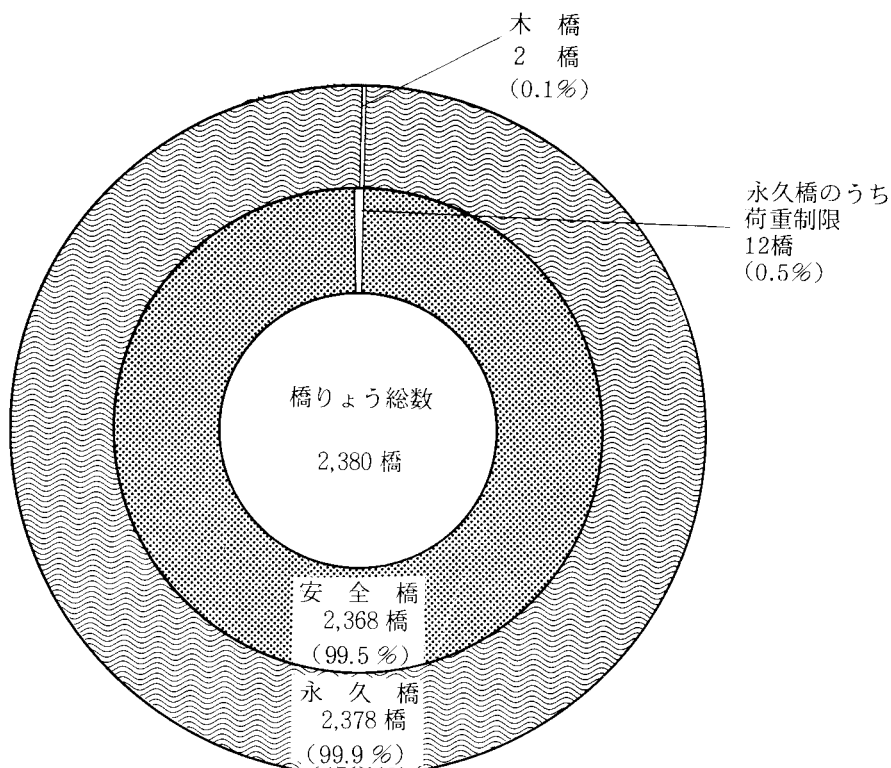 木 橋
2 橋
(0.1%)
永久橋のうち
荷重制限
12橋
(0.5%)
橋りょう総数
2,380 橋
安 全 橋
2,368 橋
(99.5 %)
永 久 橋
2,378 橋
(99.9 %)